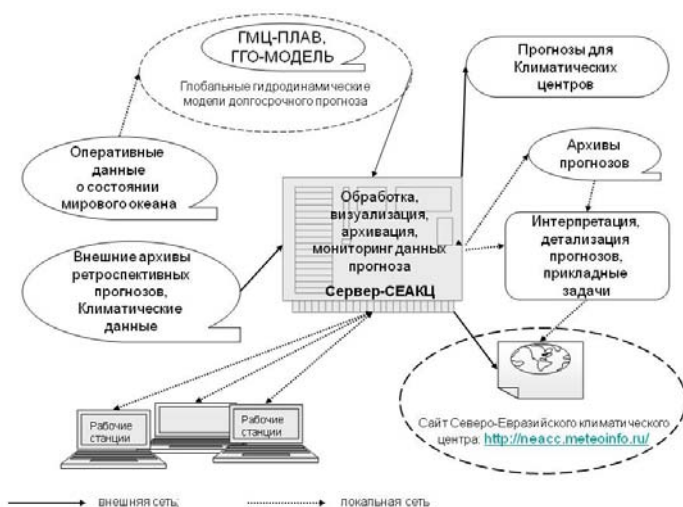 ГМЦ-ПЛАВ,
ГГО-МОДЕЛЬ
Глобальные гидродинамические
модели долгосрочного прогноза
Прогнозы для
Климатических
центров
Оперативные
данные
о состоянии
мирового океана
Архивы
прогнозов
Обработка,
визуализация,
архивация,
мониторинг данных
прогноза
Сервер-СЕАКЦ
Интерпретация,
детализация
прогнозов,
прикладные
задачи
Внешние архивы
ретроспективных
прогнозов,
Климатические
данные
Рабочие
станции
Рабочие
станции
Сайт Северо-Евразийского климатического
центра: http://neacc.meteoinfo.ru/
внешняя сеть;
локальная сеть